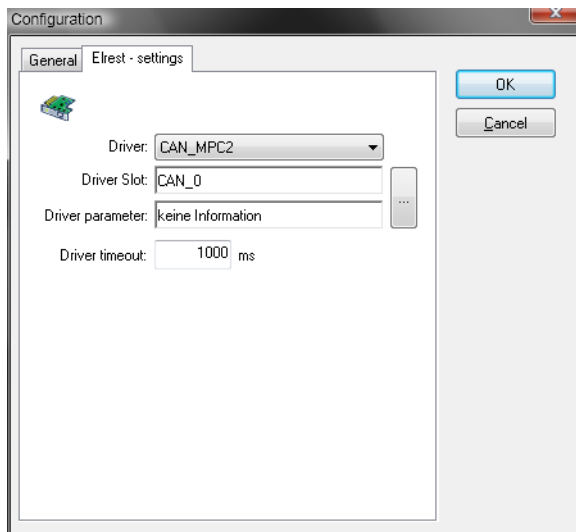 Configuration
General
Elrest - settings
OK
Cancel
Driver: CAN_MPC2
Driver Slot: CAN_0
...
Driver parameter: keine Information
Driver timeout: 1000 ms